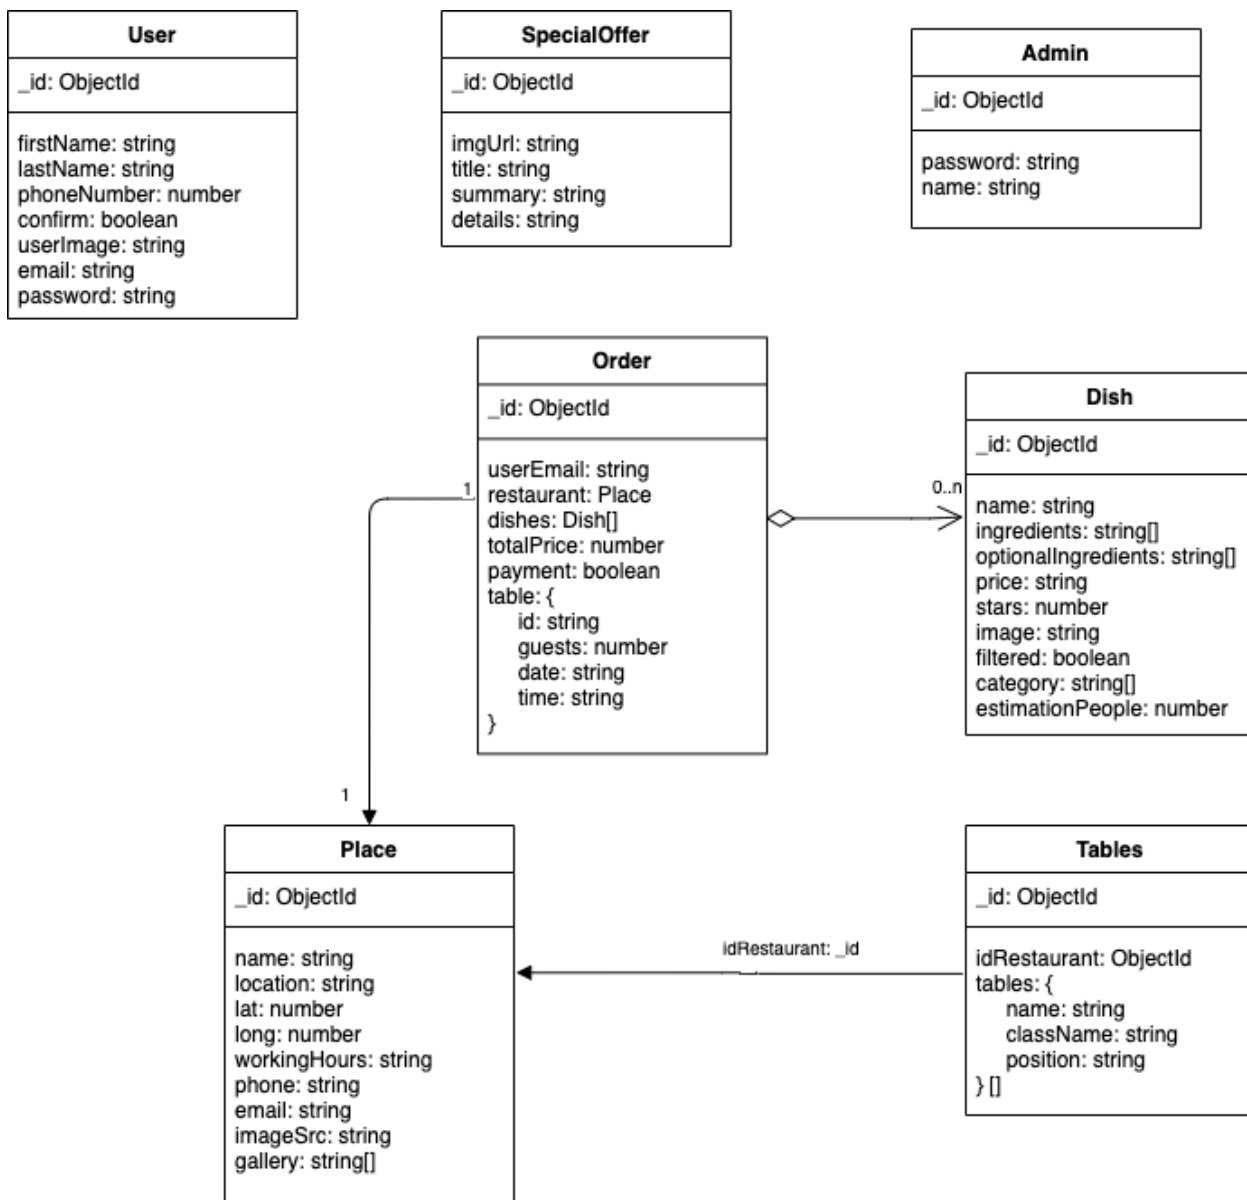 User
_id: ObjectId
firstName: string
lastName: string
phoneNumber: number
confirm: boolean
userImage: string
email: string
password: string
SpecialOffer
_id: ObjectId
imgUrl: string
title: string
summary: string
details: string
Admin
_id: ObjectId
password: string
name: string
Order
_id: ObjectId
userEmail: string
restaurant: Place
dishes: Dish[]
totalPrice: number
payment: boolean
table: {
id: string
guests: number
date: string
time: string
}
1
0..n
1
Dish
_id: ObjectId
name: string
ingredients: string[]
optionalIngredients: string[]
price: string
stars: number
image: string
filtered: boolean
category: string[]
estimationPeople: number
Place
_id: ObjectId
name: string
location: string
lat: number
long: number
workingHours: string
phone: string
email: string
imageSrc: string
gallery: string[]
idRestaurant: _id
Tables
_id: ObjectId
idRestaurant: ObjectId
tables: {
name: string
className: string
position: string
} []